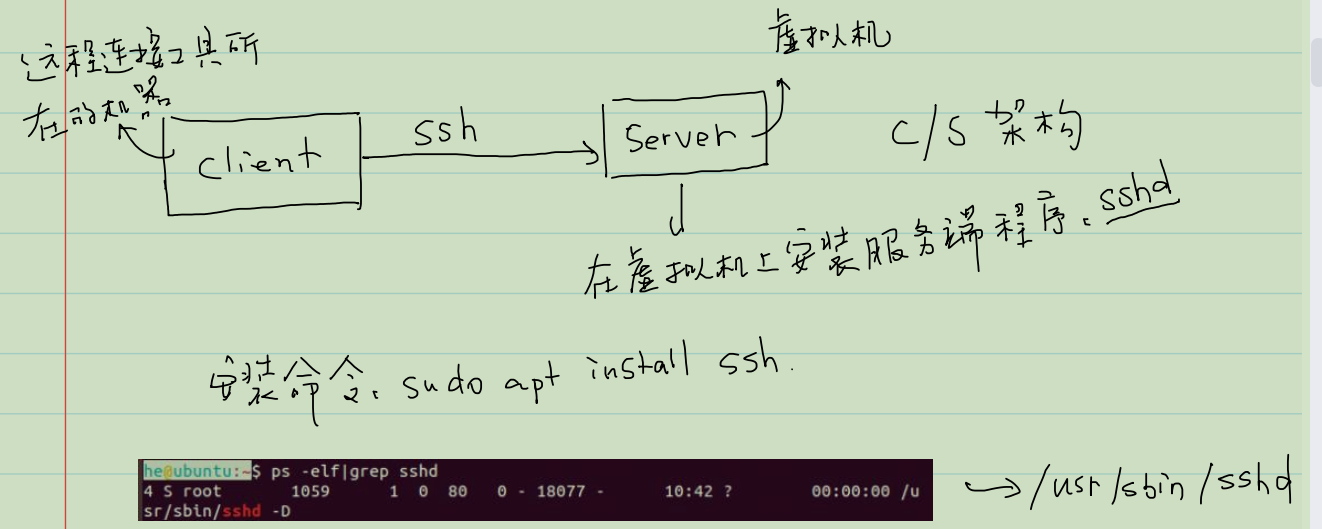 远程连接工具所
在的机器
client
ssh
server
虚拟机
C/S 架构
在虚拟机上安装服务端程序: sshd
安装命令: sudo apt install ssh.
he@ubuntu:~$ ps -elf|grep sshd
4 S root 1059 1 0 80 0 - 18077 - 10:42 ? 00:00:00 /u
sr/sbin/sshd -D
/usr/sbin/sshd